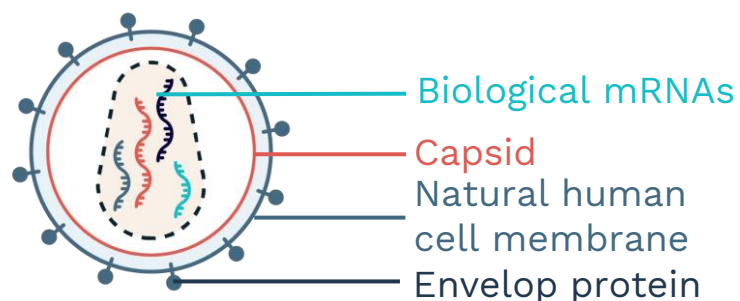 Biological mRNAs
Capsid
Natural human
cell membrane
Envelop protein